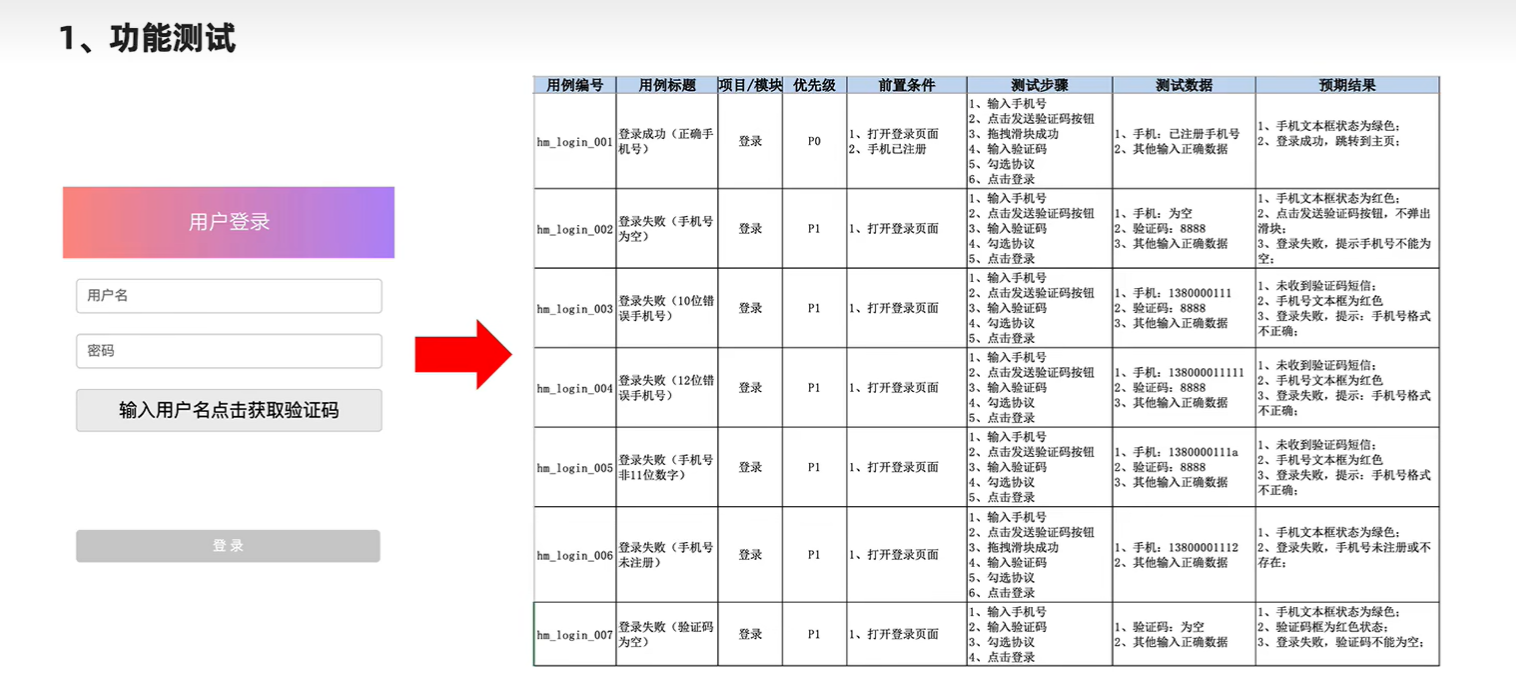 1、功能测试
用户登录
用户名
密码
输入用户名点击获取验证码
登 录
用例编号 用例标题 项目/模块 优先级 前置条件 测试步骤 测试数据 预期结果
hm_login_001
登录成功（正确手
机号）
登录
P0
1、打开登录页面
2、手机已注册
1、输入手机号
2、点击发送验证码按钮
3、拖拽滑块成功
4、输入验证码
5、勾选协议
6、点击登录
1、手机：已注册手机号
2、其他输入正确数据
1、手机文本框状态为绿色；
2、登录成功，跳转到主页；
hm_login_002
登录失败（手机号
为空）
登录
P1
1、打开登录页面
1、输入手机号
2、点击发送验证码按钮
3、输入验证码
4、勾选协议
5、点击登录
1、手机：为空
2、验证码：8888
3、其他输入正确数据
1、手机文本框状态为红色；
2、点击发送验证码按钮，不弹出
滑块；
3、登录失败，提示手机号不能为
空；
hm_login_003
登录失败（10位错
误手机号）
登录
P1
1、打开登录页面
1、输入手机号
2、点击发送验证码按钮
3、输入验证码
4、勾选协议
5、点击登录
1、手机：1380000111
2、验证码：8888
3、其他输入正确数据
1、未收到验证码短信；
2、手机号文本框为红色
3、登录失败，提示：手机号格式
不正确；
hm_login_004
登录失败（12位错
误手机号）
登录
P1
1、打开登录页面
1、输入手机号
2、点击发送验证码按钮
3、输入验证码
4、勾选协议
5、点击登录
1、手机：138000011111
2、验证码：8888
3、其他输入正确数据
1、未收到验证码短信；
2、手机号文本框为红色
3、登录失败，提示：手机号格式
不正确；
hm_login_005
登录失败（手机号
非11位数字）
登录
P1
1、打开登录页面
1、输入手机号
2、点击发送验证码按钮
3、输入验证码
4、勾选协议
5、点击登录
1、手机：1380000111a
2、验证码：8888
3、其他输入正确数据
1、未收到验证码短信；
2、手机号文本框为红色
3、登录失败，提示：手机号格式
不正确；
hm_login_006
登录失败（手机号
未注册）
登录
P1
1、打开登录页面
1、输入手机号
2、点击发送验证码按钮
3、拖拽滑块成功
4、输入验证码
5、勾选协议
6、点击登录
1、手机：13800001112
2、其他输入正确数据
1、手机文本框状态为绿色；
2、登录失败，手机号未注册或不
存在；
hm_login_007
登录失败（验证码
为空）
登录
P1
1、打开登录页面
1、输入手机号
2、输入验证码
3、勾选协议
4、点击登录
1、验证码：为空
2、其他输入正确数据
1、手机文本框状态为绿色；
2、验证码框为红色状态；
3、登录失败，验证码不能为空；